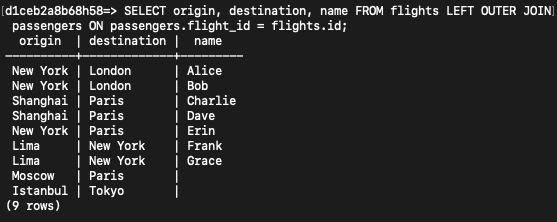 [d1ceb2a8b68h58=> SELECT origin, destination, name FROM flights LEFT OUTER JOIN]
 passengers ON passengers.flight_id = flights.id;
  origin  | destination |  name
----------+-------------+---------
 New York | London      | Alice
 New York | London      | Bob
 Shanghai | Paris       | Charlie
 Shanghai | Paris       | Dave
 New York | Paris       | Erin
 Lima     | New York    | Frank
 Lima     | New York    | Grace
 Moscow   | Paris       |
 Istanbul | Tokyo       |
(9 rows)